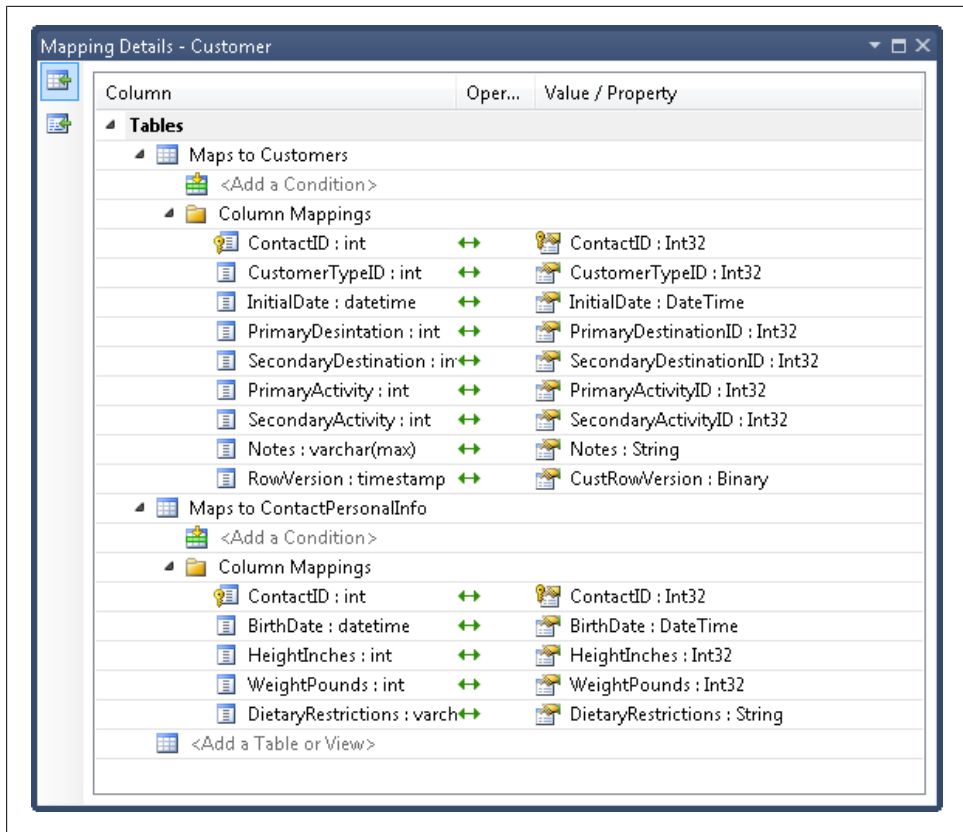 Mapping Details - Customer
Column Oper... Value / Property
Tables
Maps to Customers
<Add a Condition>
Column Mappings
ContactID : int ContactID : Int32
CustomerTypeID : int CustomerTypeID : Int32
InitialDate : datetime InitialDate : DateTime
PrimaryDesintation : int PrimaryDestinationID : Int32
SecondaryDestination : in SecondaryDestinationID : Int32
PrimaryActivity : int PrimaryActivityID : Int32
SecondaryActivity : int SecondaryActivityID : Int32
Notes : varchar(max) Notes : String
RowVersion : timestamp CustRowVersion : Binary
Maps to ContactPersonalInfo
<Add a Condition>
Column Mappings
ContactID : int ContactID : Int32
BirthDate : datetime BirthDate : DateTime
HeightInches : int HeightInches : Int32
WeightPounds : int WeightPounds : Int32
DietaryRestrictions : varch DietaryRestrictions : String
<Add a Table or View>